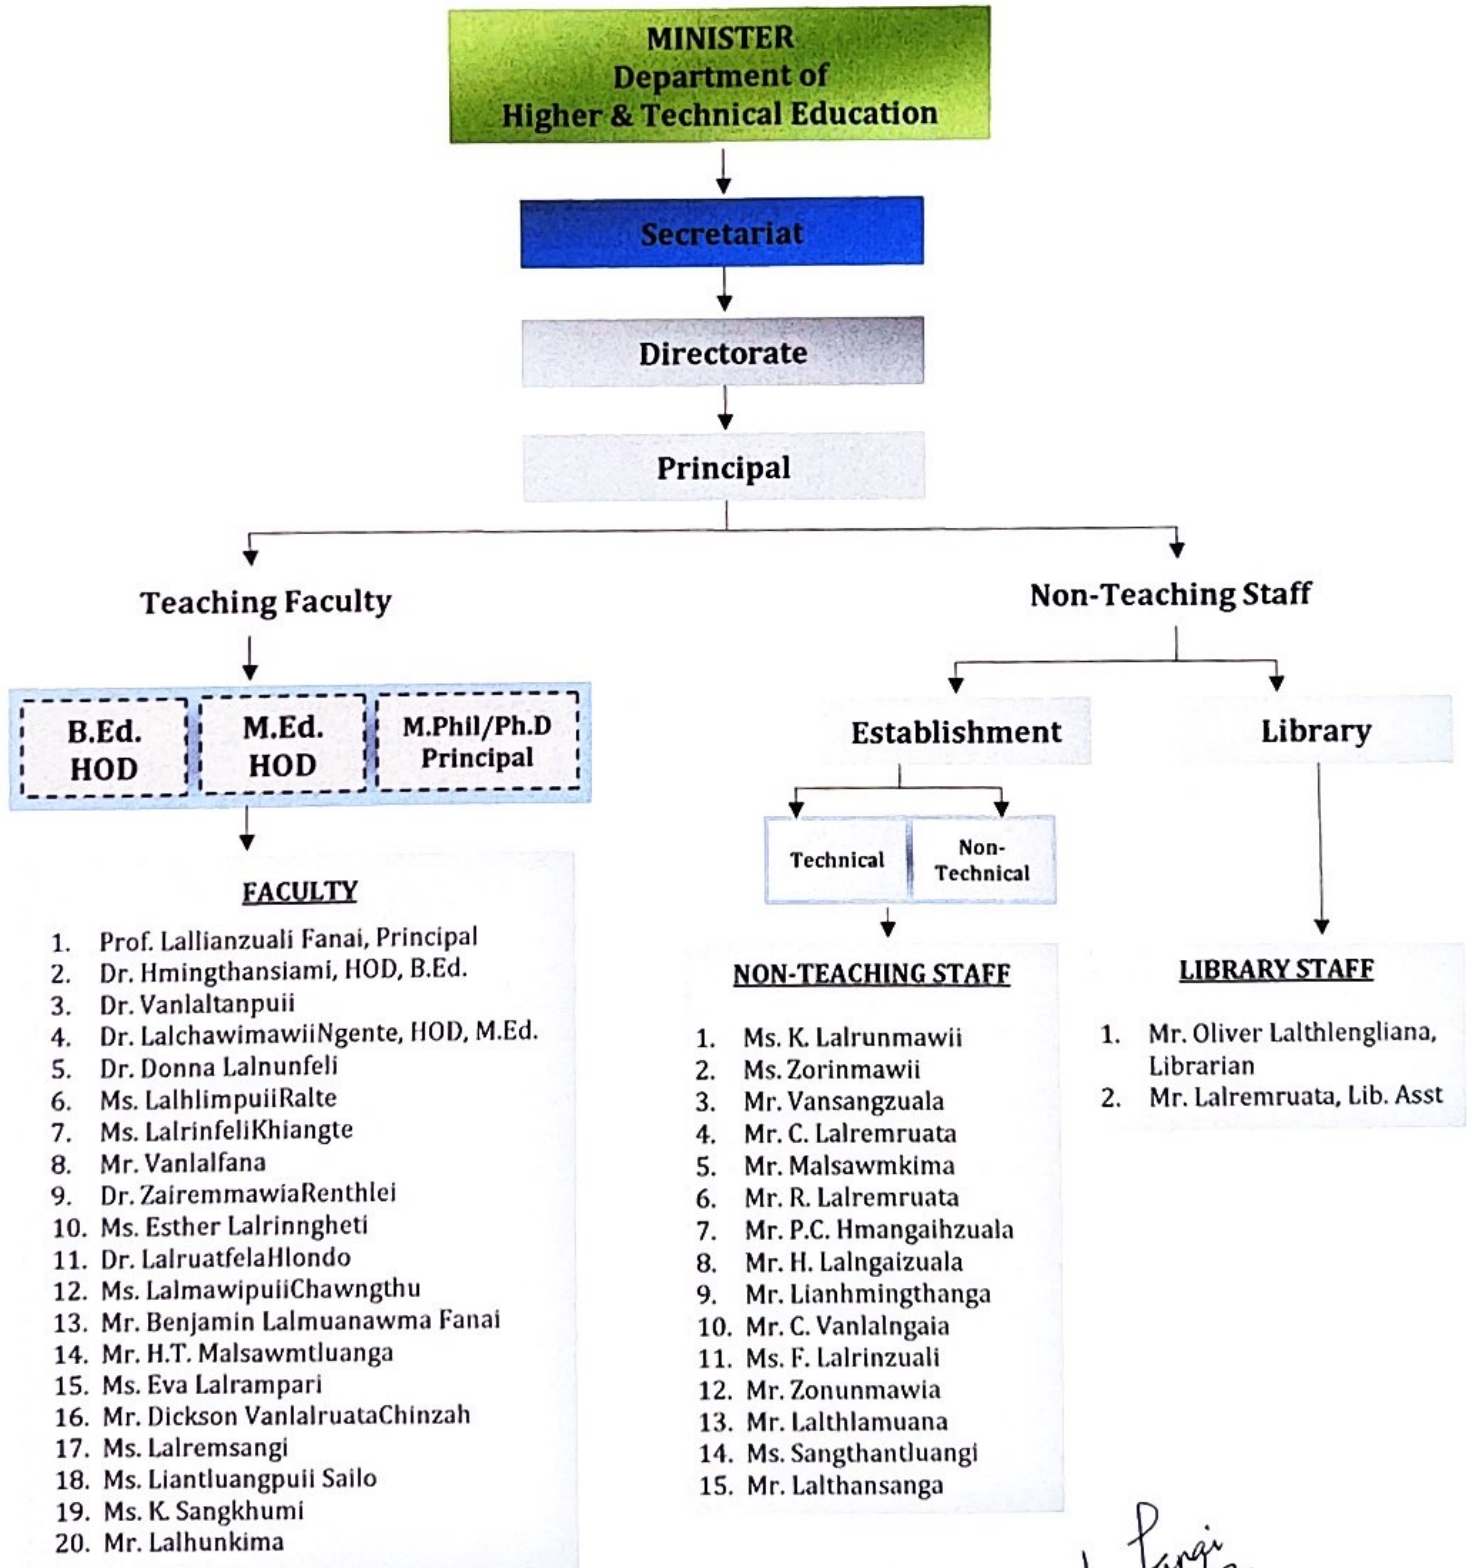 MINISTER
Department of
Higher & Technical Education
Secretariat
Directorate
Principal
Teaching Faculty
Non-Teaching Staff
B.Ed.
HOD
M.Ed.
HOD
M.Phil/Ph.D
Principal
Establishment
Library
Technical
Non-
Technical
FACULTY
1. Prof. Lallianzuali Fanai, Principal
2. Dr. Hmingthansiami, HOD, B.Ed.
3. Dr. Vanlaltanpuii
4. Dr. LalchawimawiiNgente, HOD, M.Ed.
5. Dr. Donna Lalnunfeli
6. Ms. LalhlimpuiiRalte
7. Ms. LalrinfeliKhiangte
8. Mr. Vanlalfana
9. Dr. ZairemmawiaRenthlei
10. Ms. Esther Lalrinngheti
11. Dr. LalruatfelaHlondo
12. Ms. LalmawipuiiChawngthu
13. Mr. Benjamin Lalmuanawma Fanai
14. Mr. H.T. Malsawmtluanga
15. Ms. Eva Lalrampari
16. Mr. Dickson VanlalruataChinzah
17. Ms. Lalremsangi
18. Ms. Liantluangpuii Sailo
19. Ms. K. Sangkhumi
20. Mr. Lalhunkima
NON-TEACHING STAFF
1. Ms. K. Lalrunmawii
2. Ms. Zorinmawii
3. Mr. Vansangzuala
4. Mr. C. Lalremruata
5. Mr. Malsawmkima
6. Mr. R. Lalremruata
7. Mr. P.C. Hmangaihzuala
8. Mr. H. Lalngaizuala
9. Mr. Lianhmingthanga
10. Mr. C. Vanlalngaia
11. Ms. F. Lalrinzuali
12. Mr. Zonunmawia
13. Mr. Lalthlamuana
14. Ms. Sangthantluangi
15. Mr. Lalthansanga
LIBRARY STAFF
1. Mr. Oliver Lalthlengliana,
Librarian
2. Mr. Lalremruata, Lib. Asst